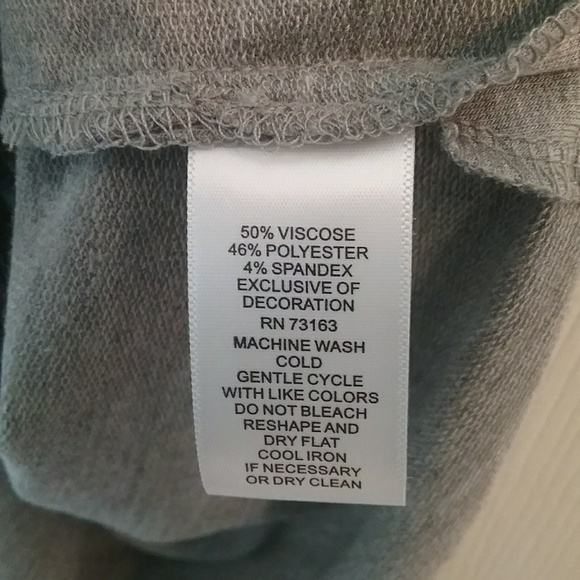 50% VISCOSE
46% POLYESTER
4% SPANDEX
EXCLUSIVE OF
DECORATION
RN 73163
MACHINE WASH
COLD
GENTLE CYCLE
WITH LIKE COLORS
DO NOT BLEACH
RESHAPE AND
DRY FLAT
COOL IRON
IF NECESSARY
OR DRY CLEAN